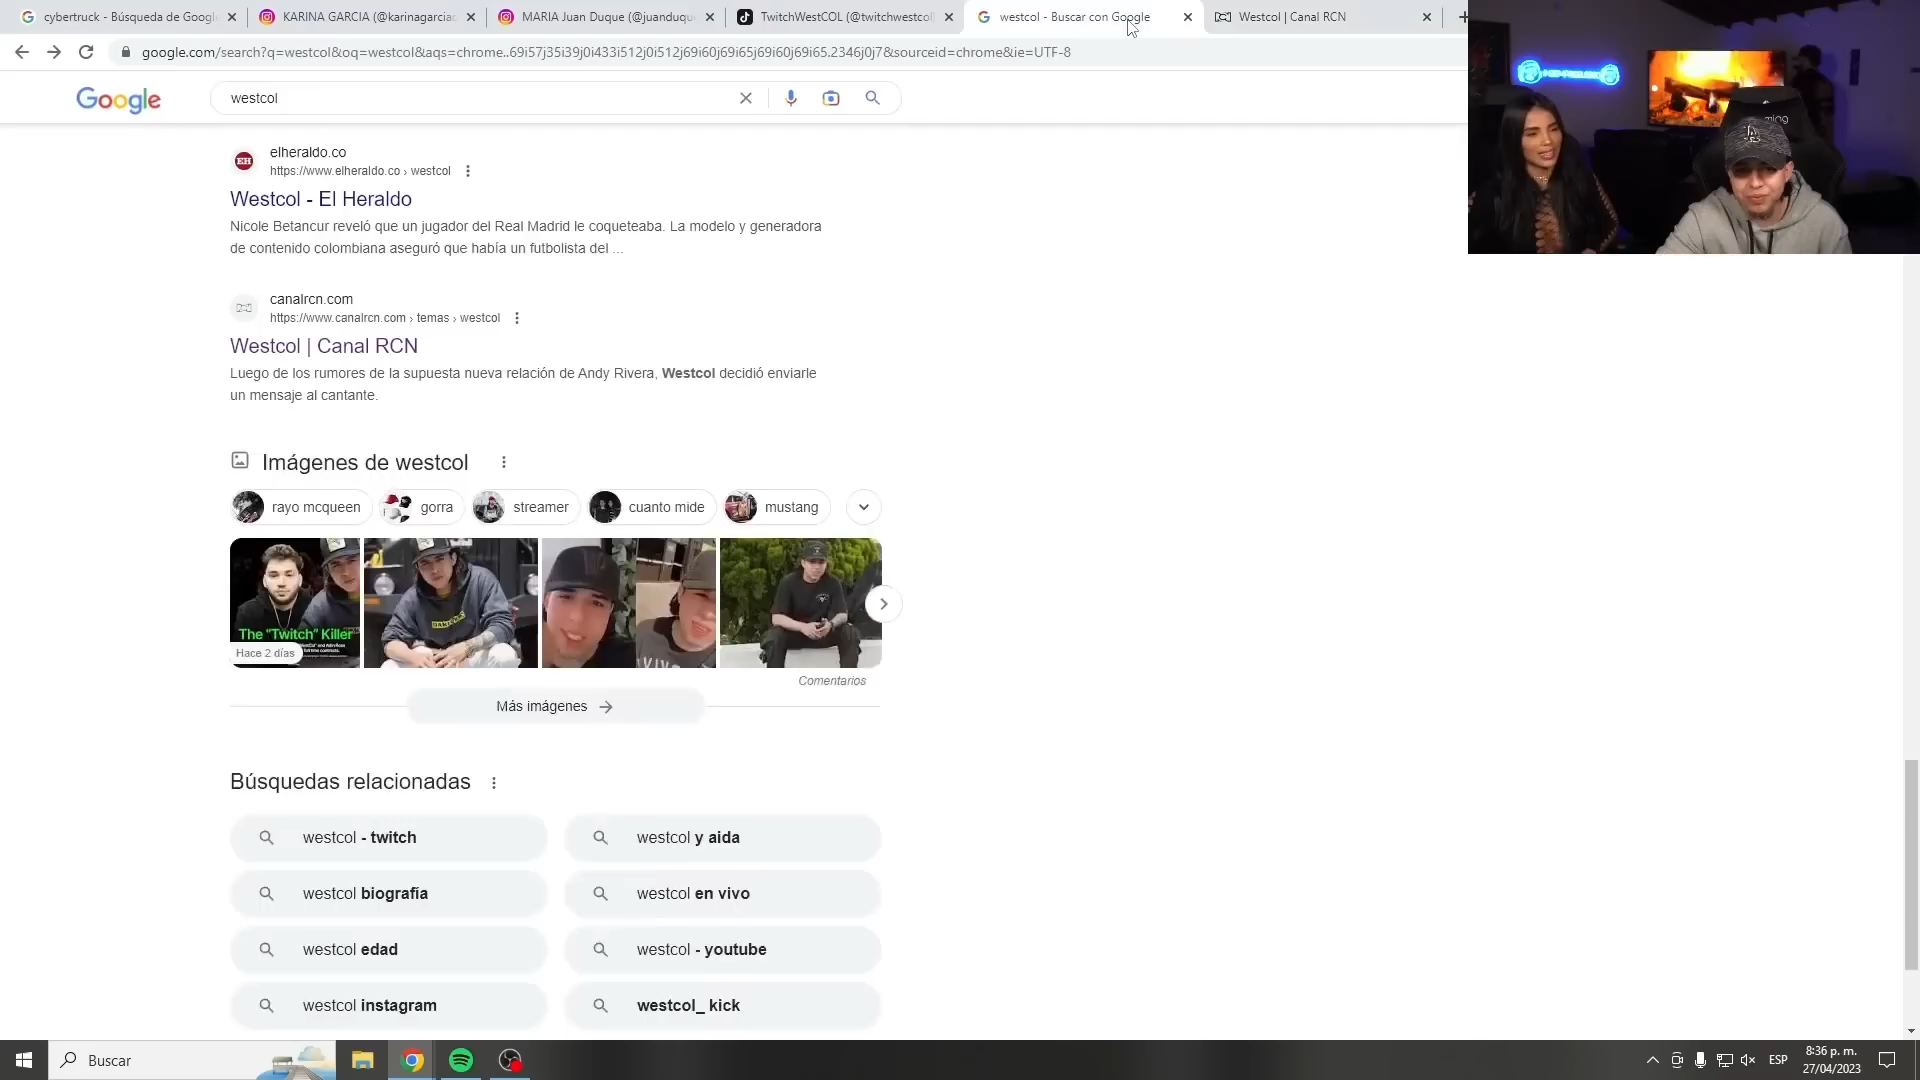 cybertruck - Búsqueda de Googl
KARINA GARCIA (@karinagarciao
MARIA Juan Duque (@juanduqu
TwitchWestCOL (@twitchwestcol
westcol - Buscar con Google
Westcol | Canal RCN
google.com/search?q=westcol&oq=westcol&aqs=chrome..69i57j35i39j0i433i512j0i512j69i60j69i65j69i60j69i65.2346j0j7&sourceid=chrome&ie=UTF-8
Google
westcol
EH
elheraldo.co
https://www.elheraldo.co › westcol
Westcol - El Heraldo
Nicole Betancur reveló que un jugador del Real Madrid le coqueteaba. La modelo y generadora
de contenido colombiana aseguró que había un futbolista del ...
canalrcn.com
https://www.canalrcn.com › temas › westcol
Westcol | Canal RCN
Luego de los rumores de la supuesta nueva relación de Andy Rivera, Westcol decidió enviarle
un mensaje al cantante.
Imágenes de westcol
rayo mcqueen
gorra
streamer
cuanto mide
mustang
The "Twitch" Killer
Hace 2 días
Comentarios
Más imágenes
Búsquedas relacionadas
westcol - twitch
westcol y aida
westcol biografía
westcol en vivo
westcol edad
westcol - youtube
westcol instagram
westcol_ kick
Buscar
ESP
8:36 p. m.
27/04/2023